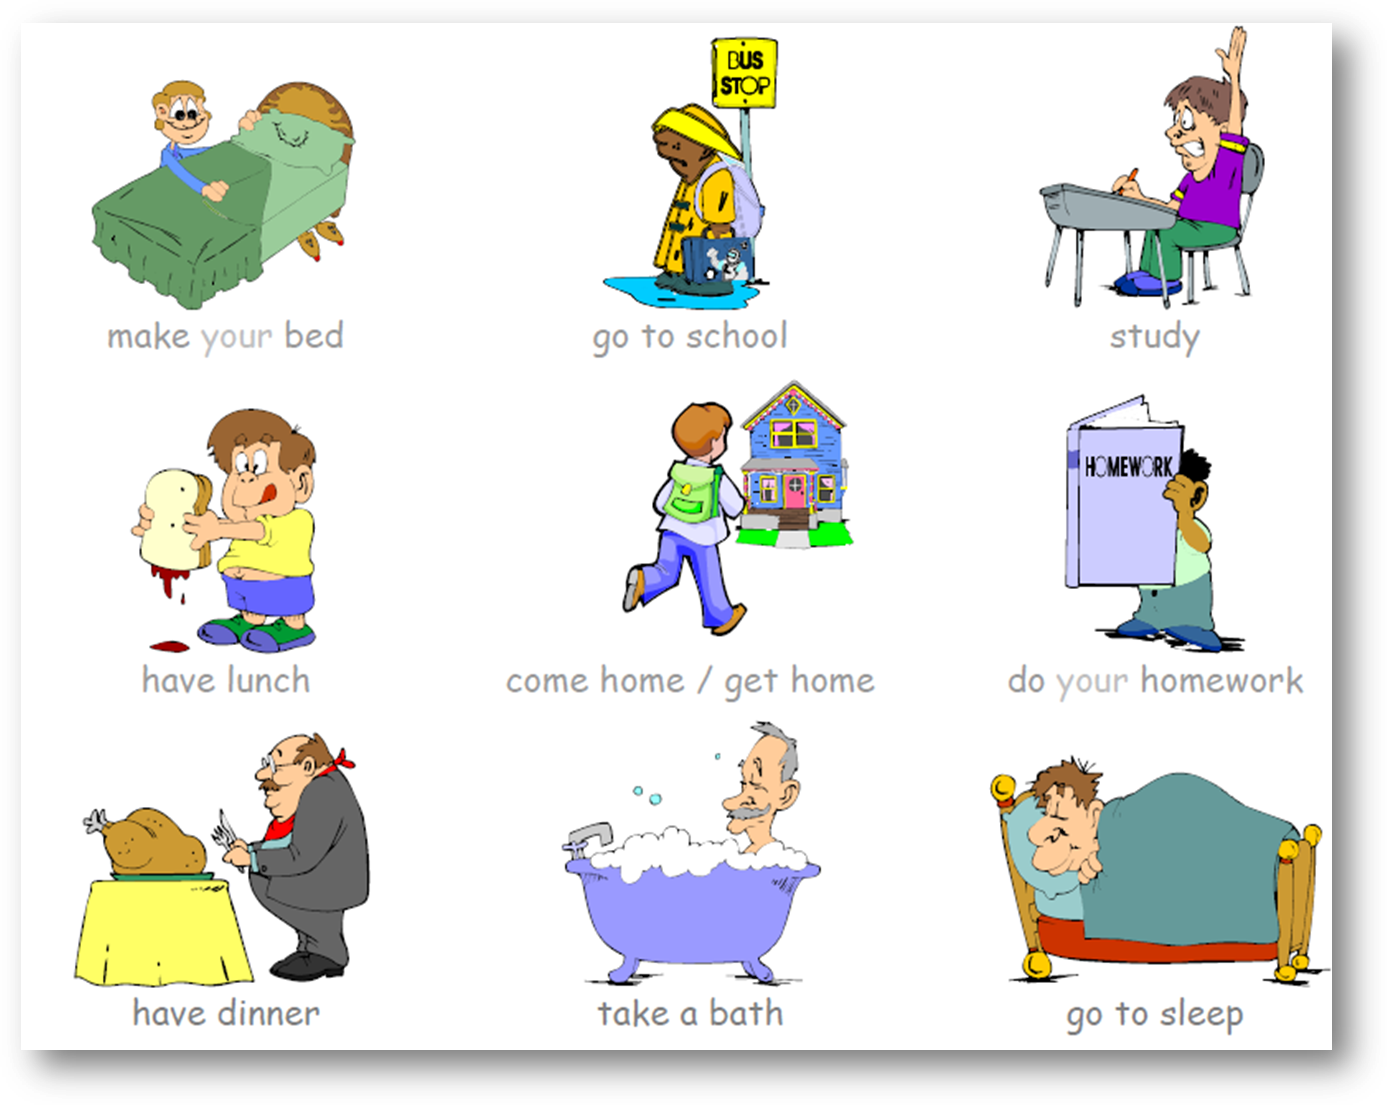 BUS
STOP
make your bed
go to school
study
HOMEWORK
have lunch
come home / get home
do your homework
have dinner
take a bath
go to sleep